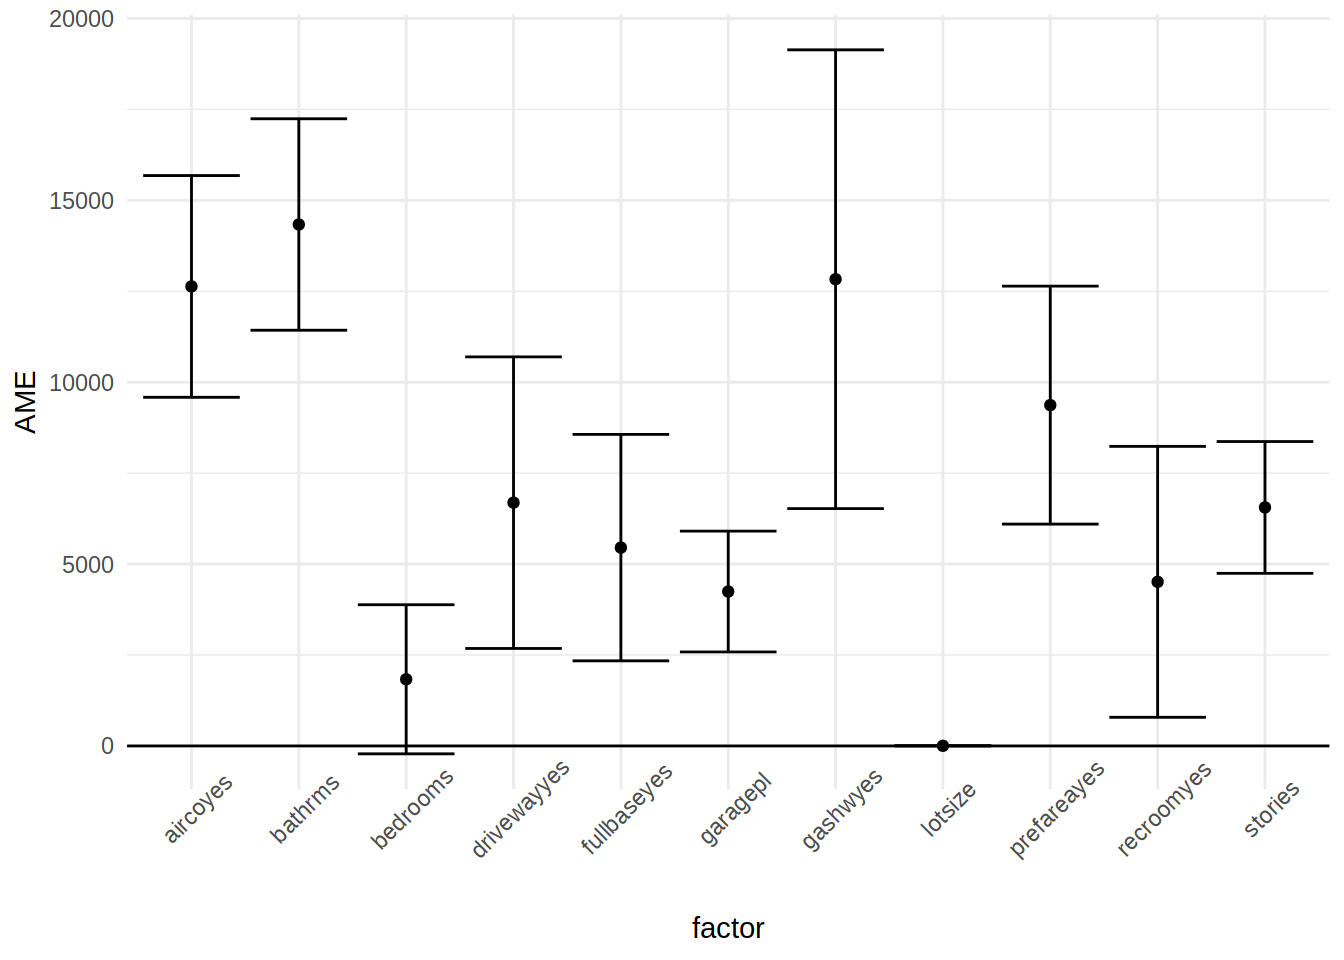 20000
15000
10000
5000
0
AME
aircoyes
bathrms
bedrooms
drivewayyes
fullbaseyes
garagepl
gashwyes
lotsize
prefareayes
recroomyes
stories
factor